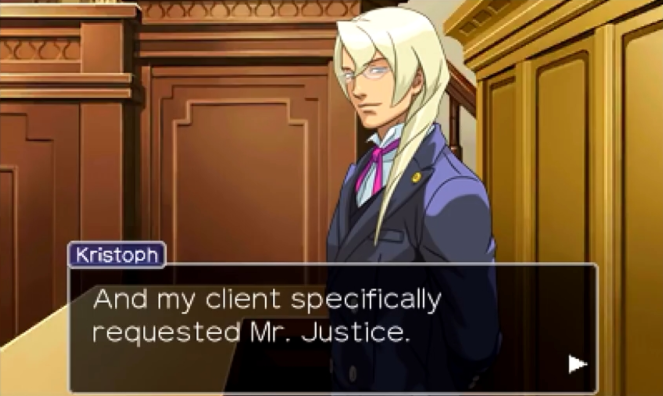 Kristoph
And my client specifically
requested Mr. Justice.